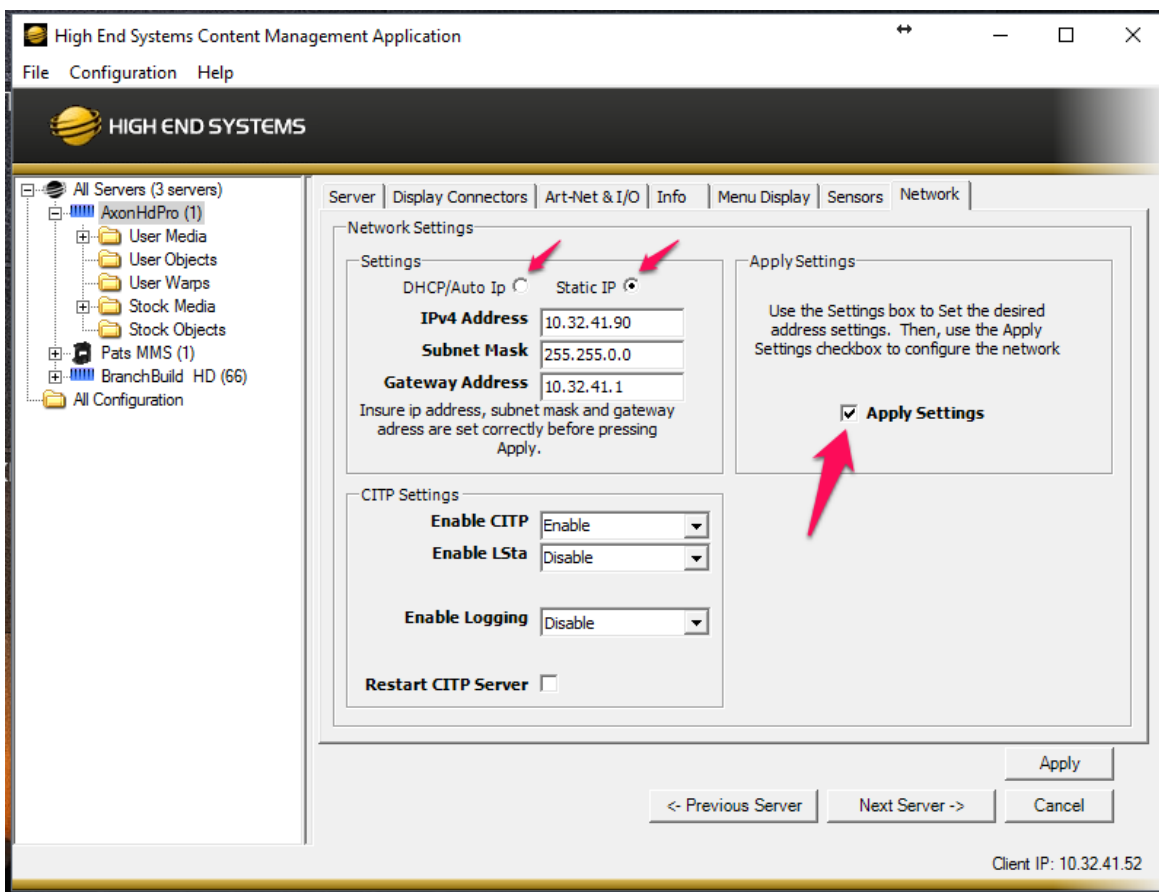 High End Systems Content Management Application
File Configuration Help
HIGH END SYSTEMS
All Servers (3 servers)
AxonHdPro (1)
User Media
User Objects
User Warps
Stock Media
Stock Objects
Pats MMS (1)
BranchBuild HD (66)
All Configuration
Server Display Connectors Art-Net & I/O Info Menu Display Sensors Network
Network Settings
Settings
DHCP/Auto Ip Static IP
IPv4 Address 10.32.41.90
Subnet Mask 255.255.0.0
Gateway Address 10.32.41.1
Insure ip address, subnet mask and gateway
adress are set correctly before pressing
Apply.
Apply Settings
Use the Settings box to Set the desired
address settings. Then, use the Apply
Settings checkbox to configure the network
Apply Settings
CITP Settings
Enable CITP Enable
Enable LSta Disable
Enable Logging Disable
Restart CITP Server
Apply
<- Previous Server Next Server -> Cancel
Client IP: 10.32.41.52